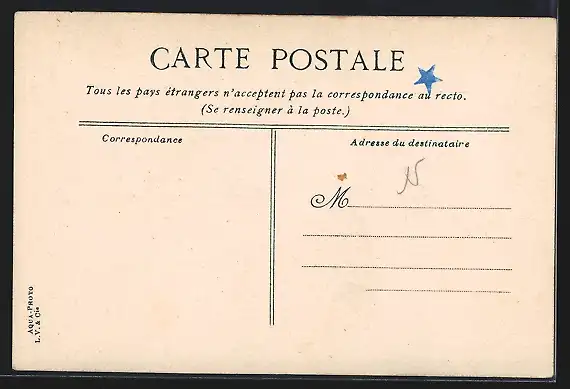 CARTE POSTALE
Tous les pays étrangers n'acceptent pas la correspondance au recto.
(Se renseigner à la poste.)
Correspondance
Adresse du destinataire
M
AQUA-PHOTO
L.V. & Cie